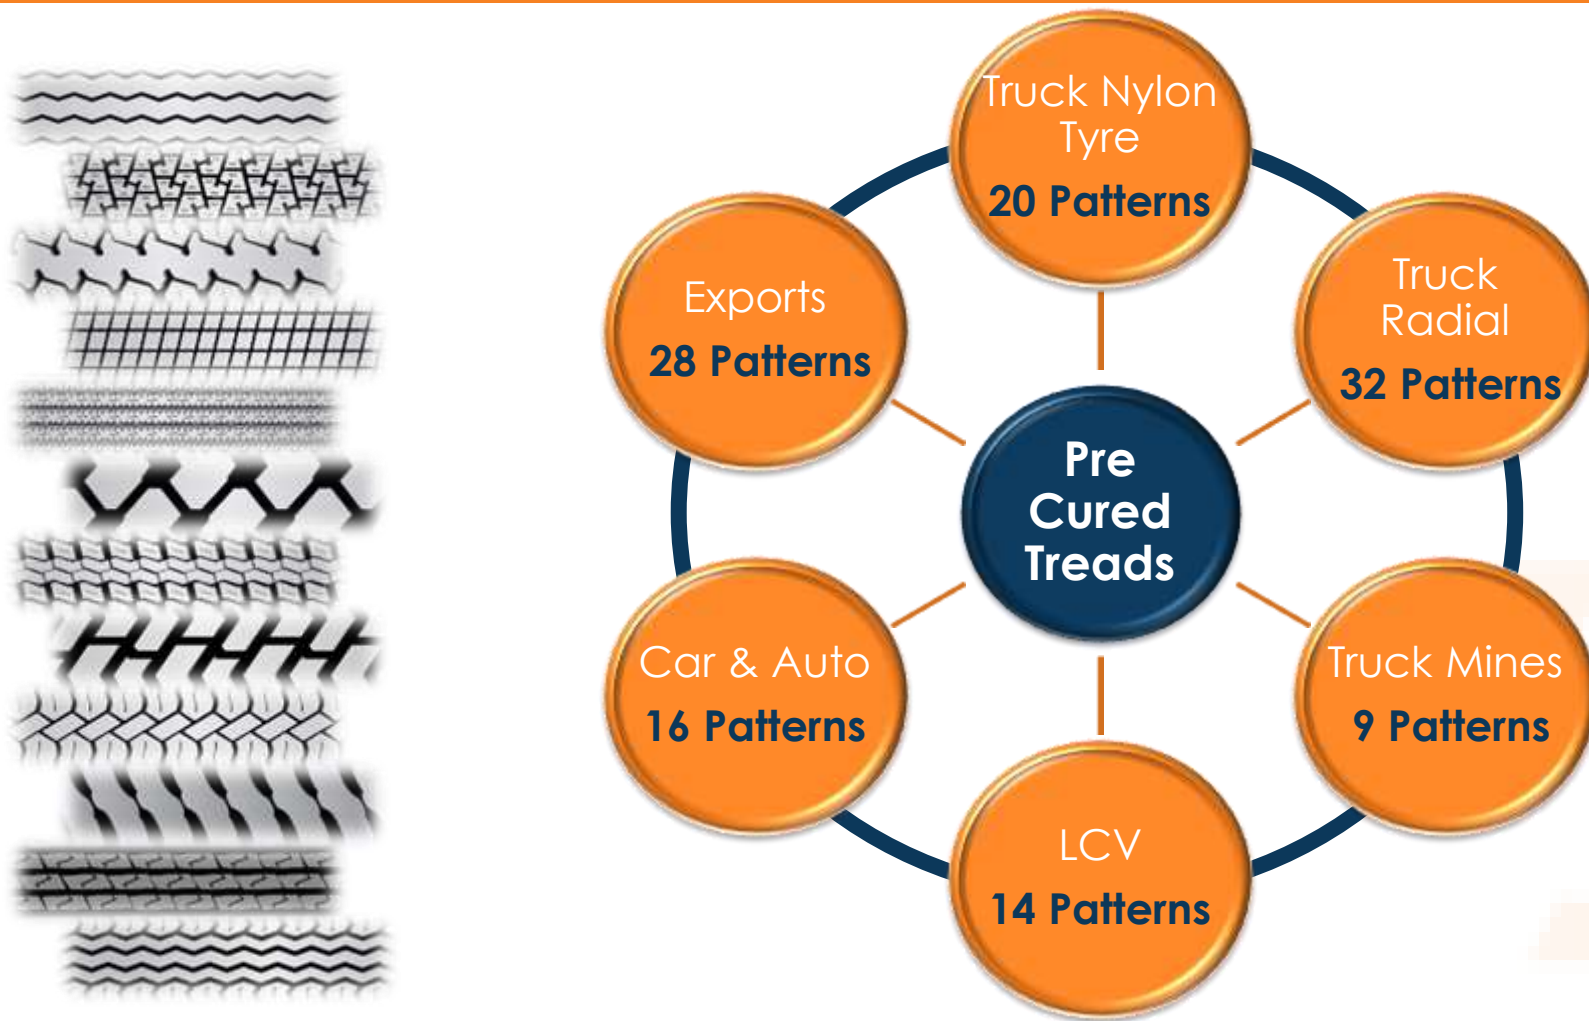 Truck Nylon
Tyre
20 Patterns
Truck
Radial
32 Patterns
Truck Mines
9 Patterns
LCV
14 Patterns
Car & Auto
16 Patterns
Exports
28 Patterns
Pre
Cured
Treads